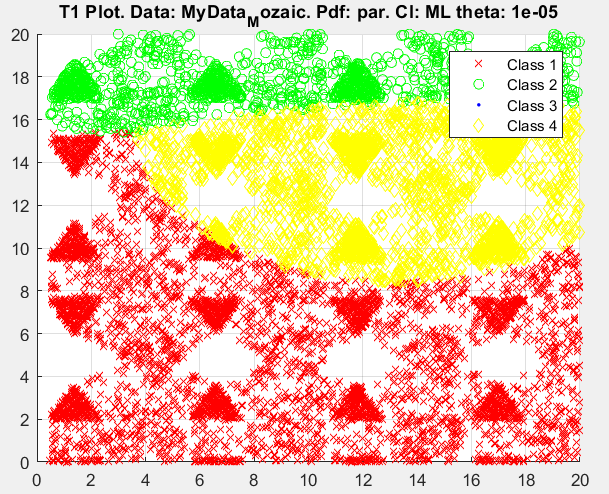 T1 Plot. Data: MyData_Mozaic. Pdf: par. Cl: ML theta: 1e-05
20
18
16
14
12
10
8
6
4
2
0
Class 1
Class 2
Class 3
Class 4
0 2 4 6 8 10 12 14 16 18 20